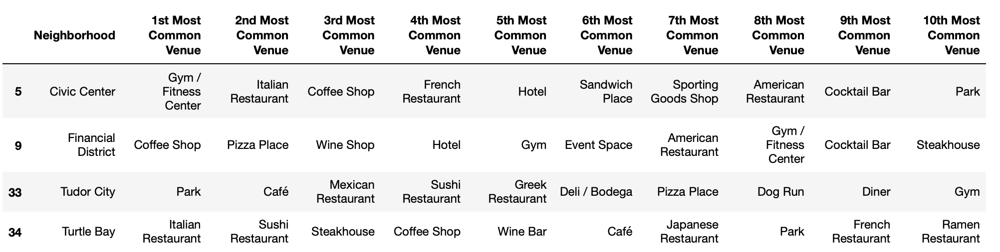 Neighborhood 1st Most Common Venue 2nd Most Common Venue 3rd Most Common Venue 4th Most Common Venue 5th Most Common Venue 6th Most Common Venue 7th Most Common Venue 8th Most Common Venue 9th Most Common Venue 10th Most Common Venue
5 Civic Center Gym / Fitness Center Italian Restaurant Coffee Shop French Restaurant Hotel Sandwich Place Sporting Goods Shop American Restaurant Cocktail Bar Park
9 Financial District Coffee Shop Pizza Place Wine Shop Hotel Gym Event Space American Restaurant Gym / Fitness Center Cocktail Bar Steakhouse
33 Tudor City Park Café Mexican Restaurant Sushi Restaurant Greek Restaurant Deli / Bodega Pizza Place Dog Run Diner Gym
34 Turtle Bay Italian Restaurant Sushi Restaurant Steakhouse Coffee Shop Wine Bar Café Japanese Restaurant Park French Restaurant Ramen Restaurant